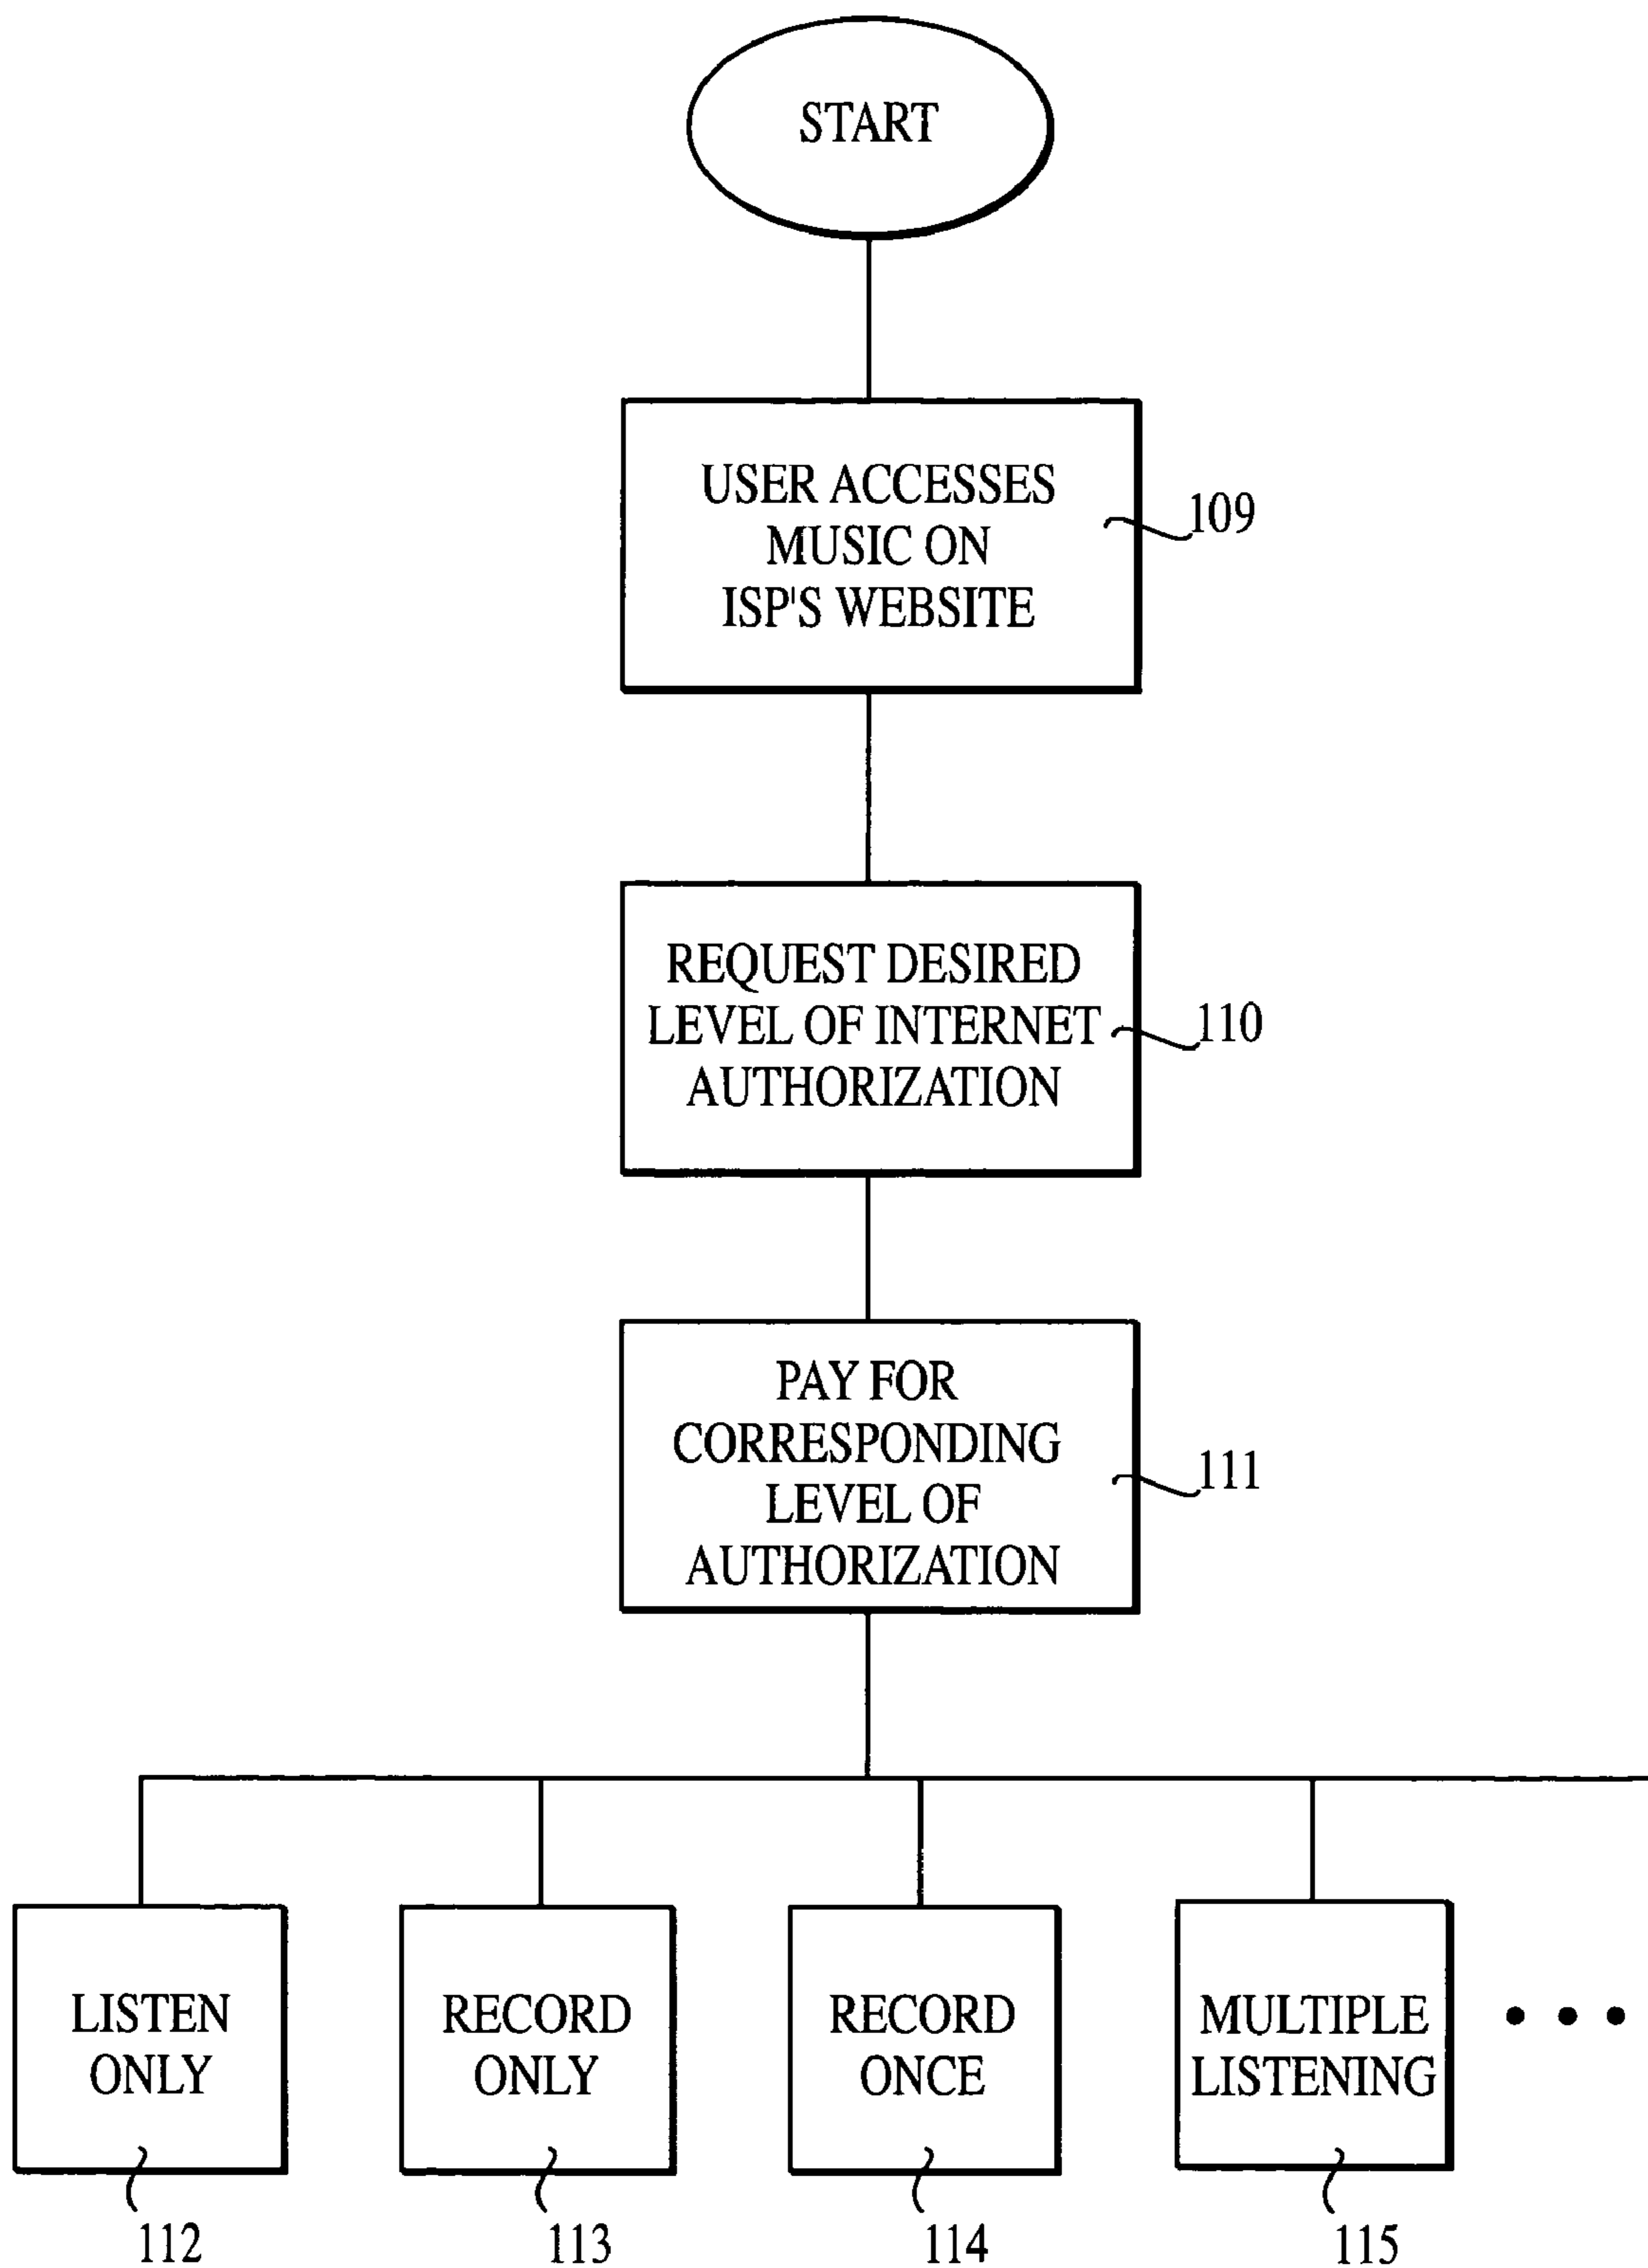 START
USER ACCESSES
MUSIC ON
ISP'S WEBSITE
109
REQUEST DESIRED
LEVEL OF INTERNET
AUTHORIZATION
110
PAY FOR
CORRESPONDING
LEVEL OF
AUTHORIZATION
111
LISTEN
ONLY
RECORD
ONLY
RECORD
ONCE
MULTIPLE
LISTENING
112
113
114
115